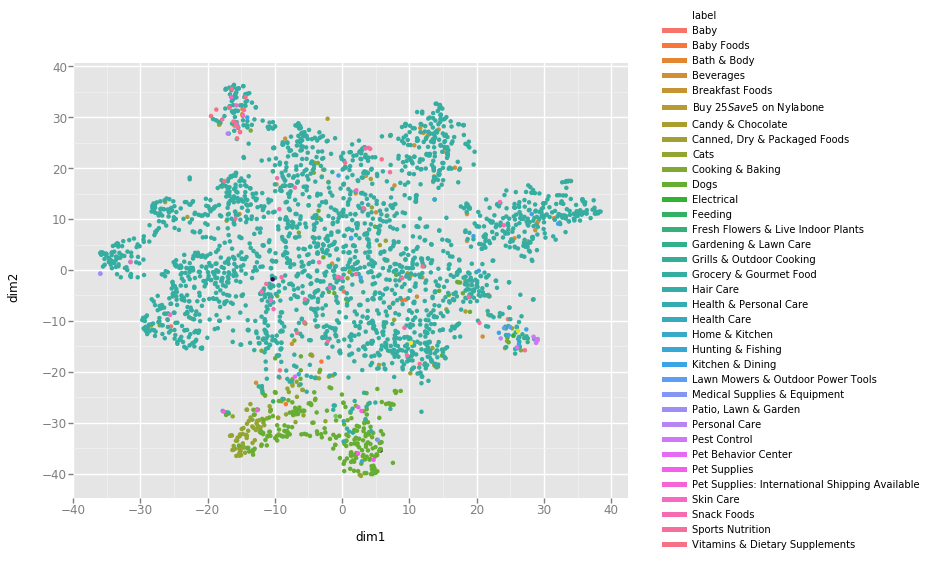 label
Baby
Baby Foods
Bath & Body
Beverages
Breakfast Foods
Buy 25Save5 on Nylabone
Candy & Chocolate
Canned, Dry & Packaged Foods
Cats
Cooking & Baking
Dogs
Electrical
Feeding
Fresh Flowers & Live Indoor Plants
Gardening & Lawn Care
Grills & Outdoor Cooking
Grocery & Gourmet Food
Hair Care
Health & Personal Care
Health Care
Home & Kitchen
Hunting & Fishing
Kitchen & Dining
Lawn Mowers & Outdoor Power Tools
Medical Supplies & Equipment
Patio, Lawn & Garden
Personal Care
Pest Control
Pet Behavior Center
Pet Supplies
Pet Supplies: International Shipping Available
Skin Care
Snack Foods
Sports Nutrition
Vitamins & Dietary Supplements
40
30
20
10
0
−10
−20
−30
−40
dim2
−40 −30 −20 −10 0 10 20 30 40
dim1